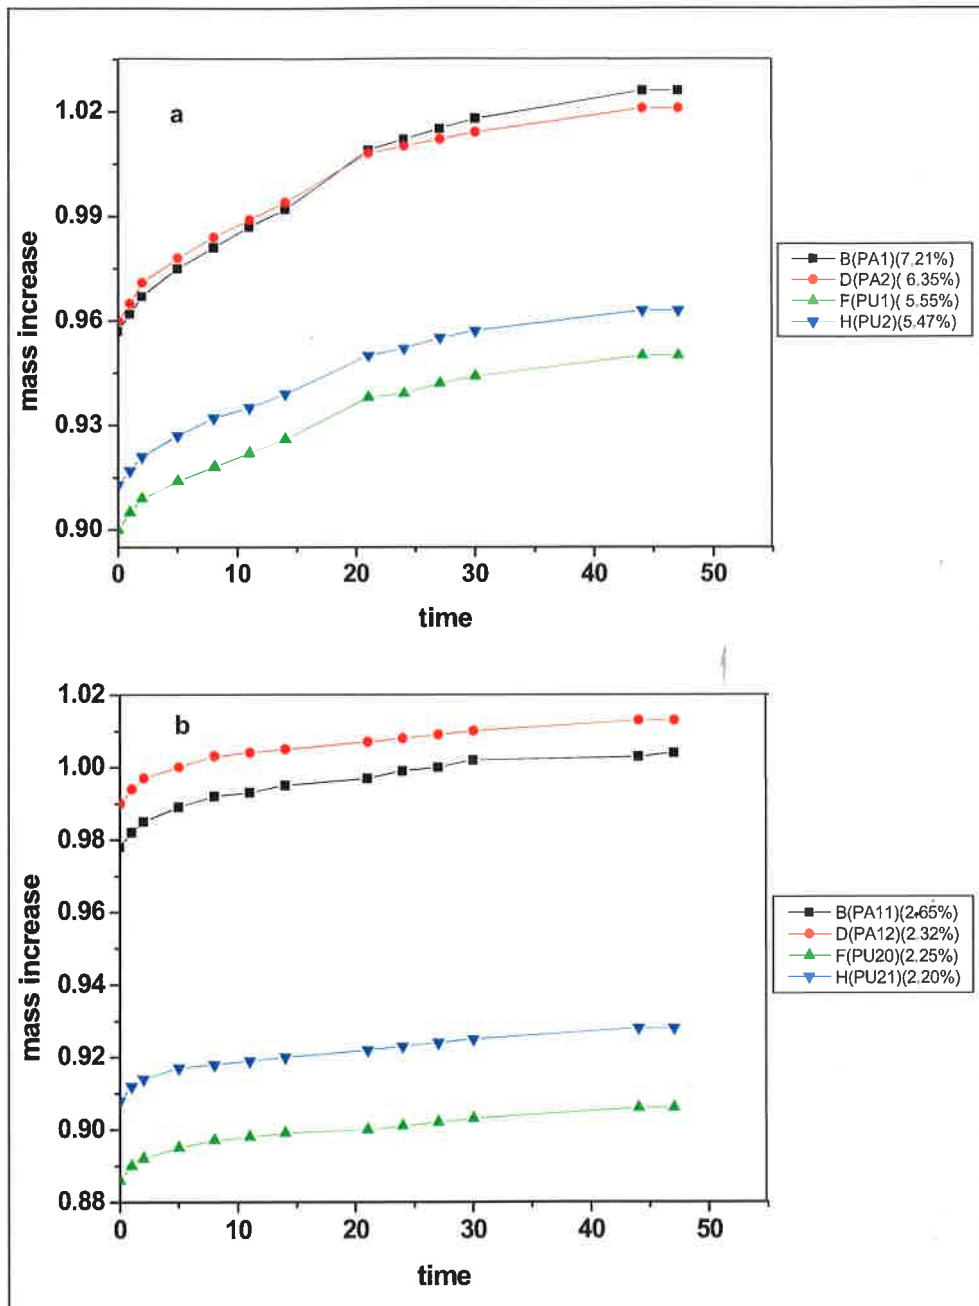 a
1.02
0.99
0.96
0.93
0.90
mass increase
0 10 20 30 40 50
time
B(PA1)(7,21%)
D(PA2)( 6.35%)
F(PU1)( 5.55%)
H(PU2)(5,47%)
b
1.02
1.00
0.98
0.96
0.94
0.92
0.90
0.88
mass increase
0 10 20 30 40 50
time
B(PA11)(2.65%)
D(PA12)(2.32%)
F(PU20)(2.25%)
H(PU21)(2,20%)